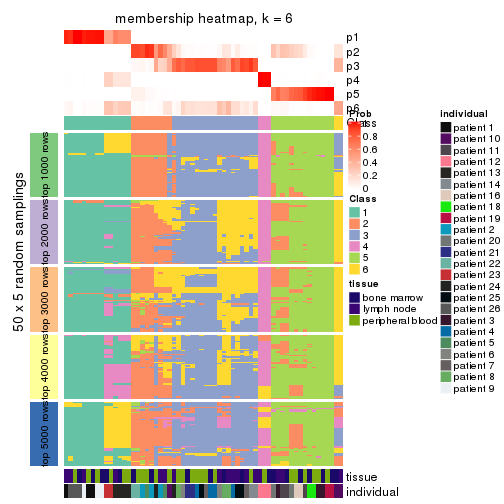 membership heatmap, k = 6
p1
p2
p3
p4
p5
p6
Prob
Class
1
0.8
0.6
0.4
0.2
0
Class
1
2
3
4
5
6
tissue
bone marrow
lymph node
peripheral blood
Individual
patient 1
patient 10
patient 11
patient 12
patient 13
patient 14
patient 16
patient 18
patient 19
patient 2
patient 20
patient 21
patient 22
patient 23
patient 24
patient 25
patient 26
patient 3
patient 4
patient 5
patient 6
patient 7
patient 8
patient 9
50 x 5 random samplings
top 1000 rows
top 2000 rows
top 3000 rows
top 4000 rows
top 5000 rows
tissue
individual